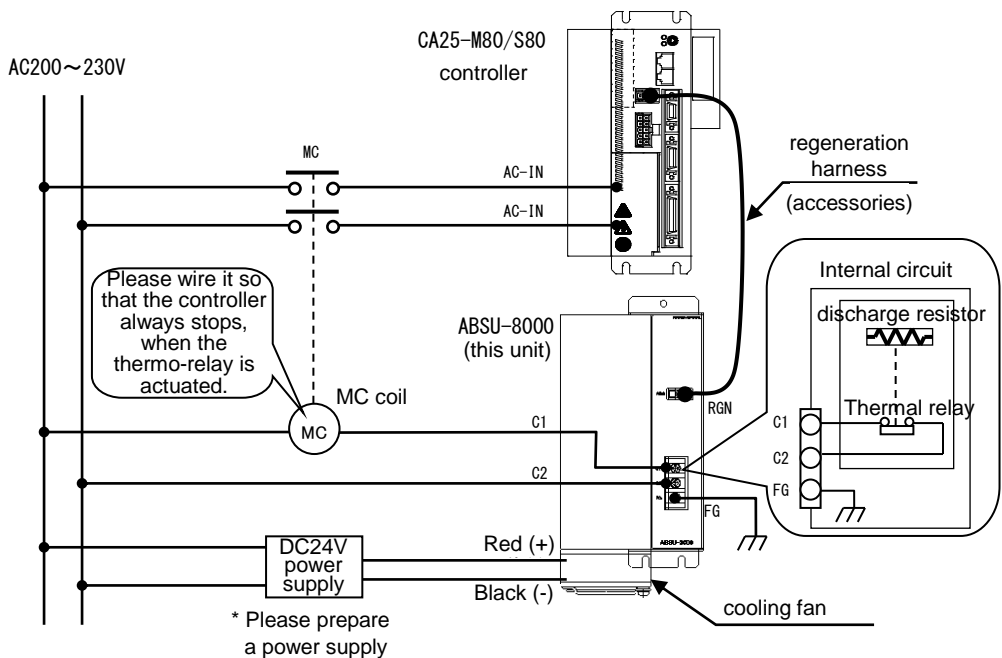 CA25-M80/S80
controller
AC200～230V
MC
AC-IN
AC-IN
regeneration
harness
(accessories)
Please wire it so
that the controller
always stops,
when the
thermo-relay is
actuated.
ABSU-8000
(this unit)
MC coil
MC
C1
C2
RGN
FG
Internal circuit
discharge resistor
Thermal relay
C1
C2
FG
DC24V
power
supply
Red (+)
Black (-)
* Please prepare
a power supply
cooling fan